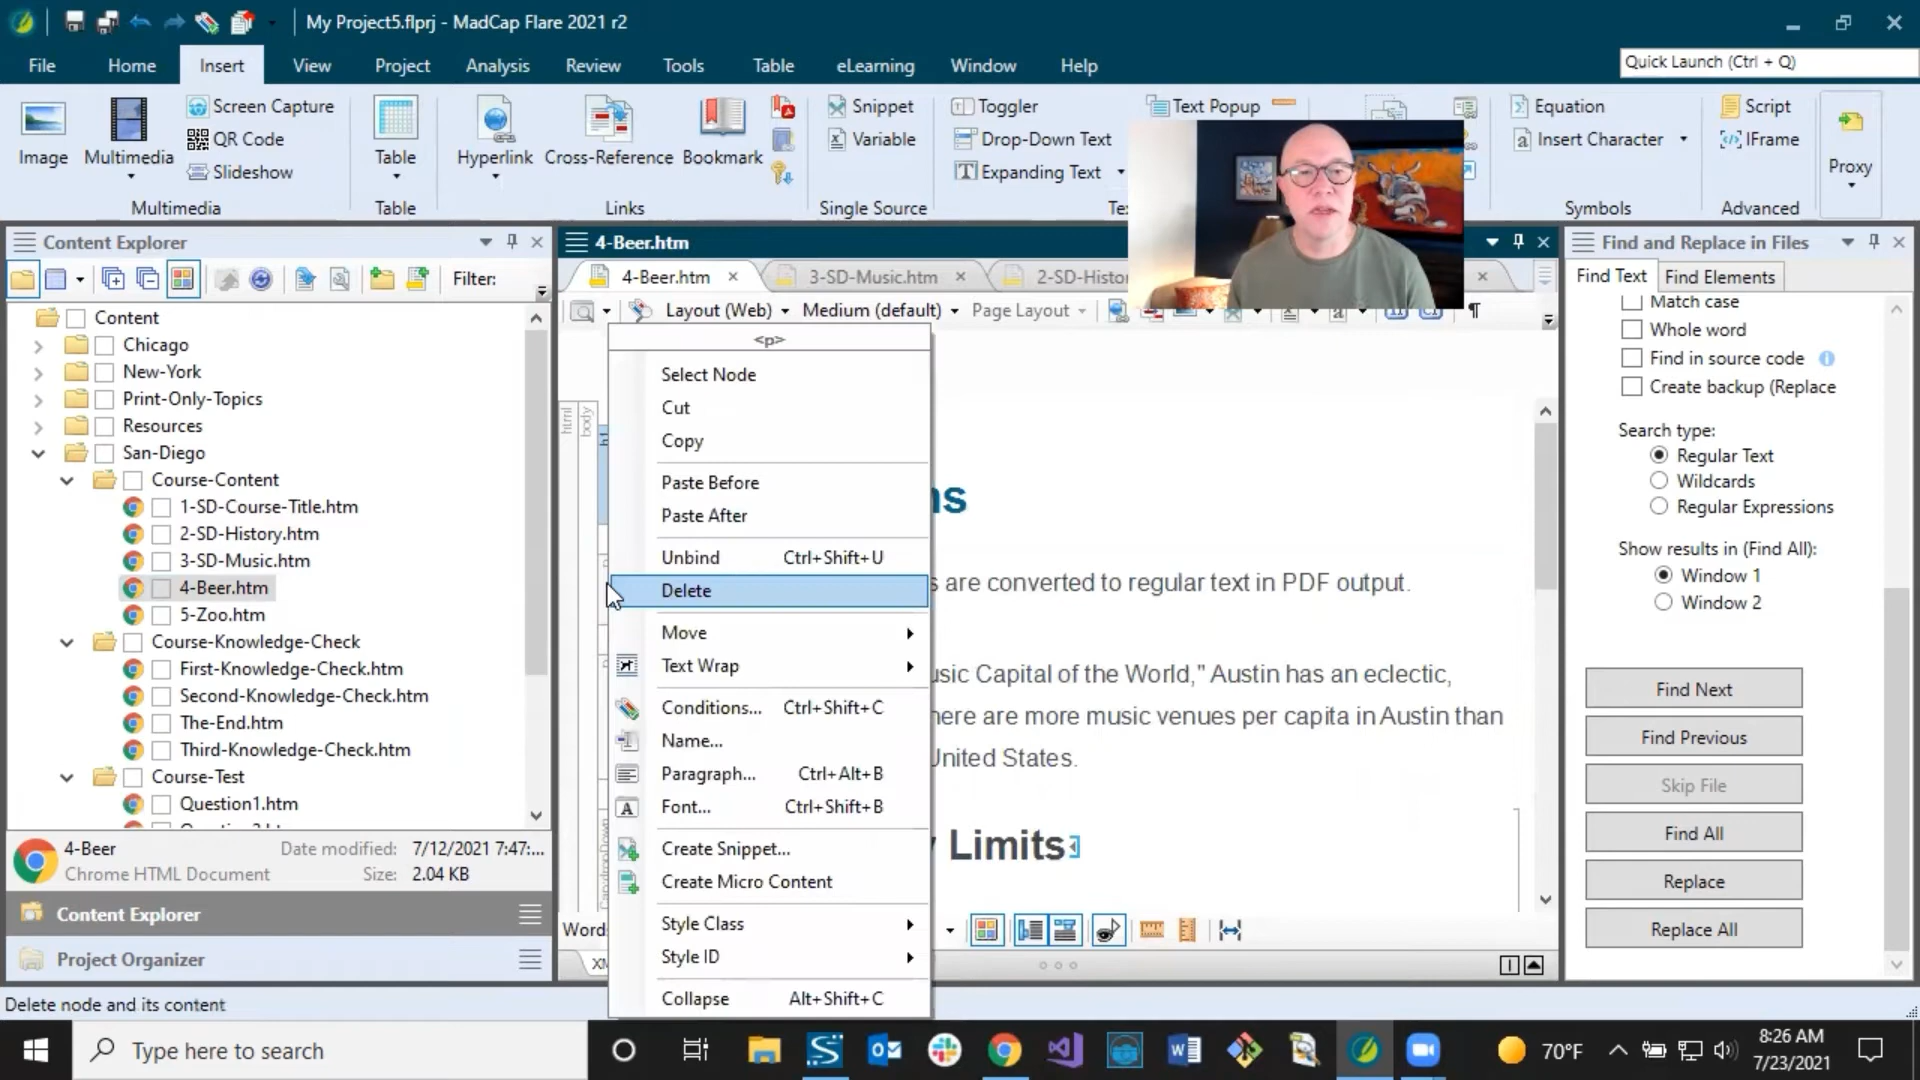 My Project5.flprj - MadCap Flare 2021 r2
File Home Insert View Project Analysis Review Tools Table eLearning Window Help
Quick Launch (Ctrl + Q)
Image
Multimedia
Screen Capture
QR Code
Slideshow
Multimedia
Table
Table
Hyperlink
Cross-Reference
Bookmark
Links
Snippet
Variable
Single Source
Toggler
Drop-Down Text
Expanding Text
Text Popup
Te
Equation
Insert Character
Symbols
Script
IFrame
Advanced
Proxy
Content Explorer
Filter:
Content
Chicago
New-York
Print-Only-Topics
Resources
San-Diego
Course-Content
1-SD-Course-Title.htm
2-SD-History.htm
3-SD-Music.htm
4-Beer.htm
5-Zoo.htm
Course-Knowledge-Check
First-Knowledge-Check.htm
Second-Knowledge-Check.htm
The-End.htm
Third-Knowledge-Check.htm
Course-Test
Question1.htm
4-Beer
Date modified: 7/12/2021 7:47:...
Chrome HTML Document
Size: 2.04 KB
Content Explorer
Project Organizer
Delete node and its content
4-Beer.htm
4-Beer.htm
3-SD-Music.htm
2-SD-Histo
Layout (Web)
Medium (default)
Page Layout
html
body
<p>
Select Node
Cut
Copy
Paste Before
Paste After
Unbind Ctrl+Shift+U
Delete
Move
Text Wrap
Conditions... Ctrl+Shift+C
Name...
Paragraph... Ctrl+Alt+B
Font... Ctrl+Shift+B
Create Snippet...
Create Micro Content
Style Class
Style ID
Collapse Alt+Shift+C
ns
s are converted to regular text in PDF output.
usic Capital of the World," Austin has an eclectic,
here are more music venues per capita in Austin than
United States.
y Limits
Words
XM
Find and Replace in Files
Find Text
Find Elements
Match case
Whole word
Find in source code
Create backup (Replace
Search type:
Regular Text
Wildcards
Regular Expressions
Show results in (Find All):
Window 1
Window 2
Find Next
Find Previous
Skip File
Find All
Replace
Replace All
Type here to search
70°F
8:26 AM
7/23/2021